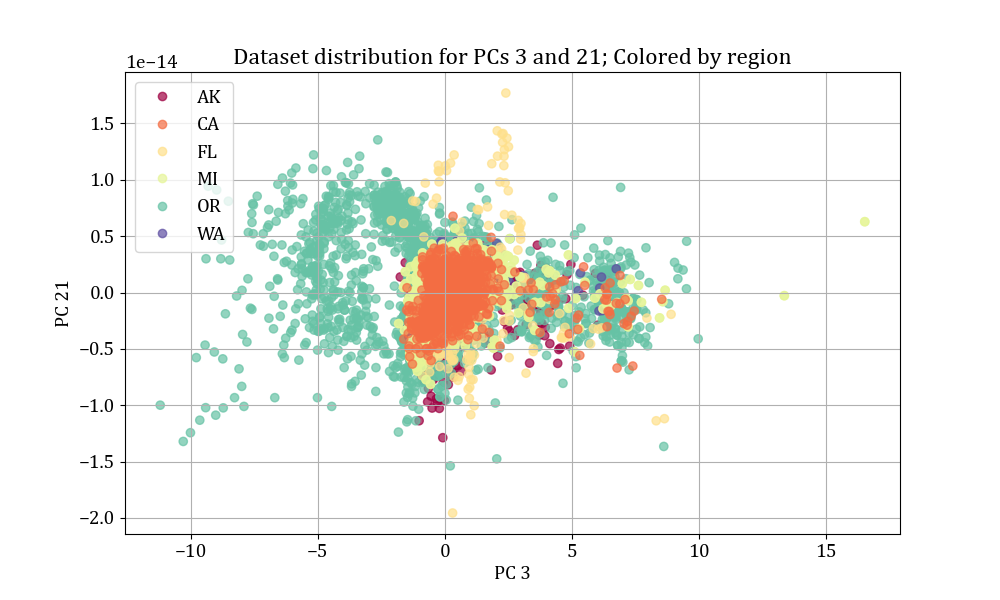 Dataset distribution for PCs 3 and 21; Colored by region
1e−14
AK
CA
FL
MI
OR
WA
1.5
1.0
0.5
0.0
−0.5
−1.0
−1.5
−2.0
PC 21
−10
−5
0
5
10
15
PC 3